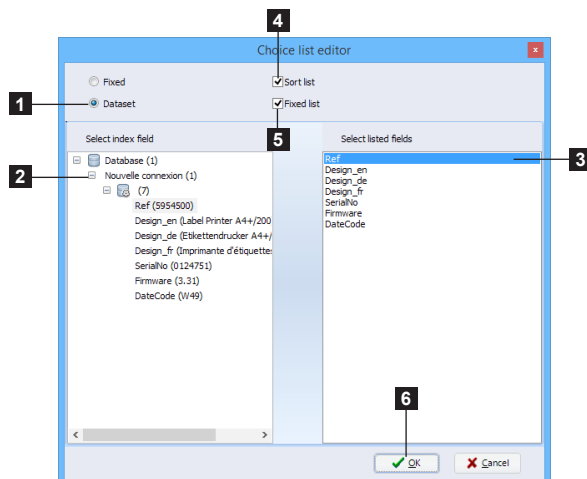 4
Choice list editor
x
Fixed
Sort list
1
Dataset
Fixed list
5
Select index field
Select listed fields
2
Database (1)
Nouvelle connexion (1)
(7)
Ref (5954500)
Design_en (Label Printer A4+/200
Design_de (Etikettendrucker A4+/
Design_fr (Imprimante d'étiquettes
SerialNo (0124751)
Firmware (3.31)
DateCode (W49)
Ref
3
Design_en
Design_de
Design_fr
SerialNo
Firmware
DateCode
6
OK
Cancel